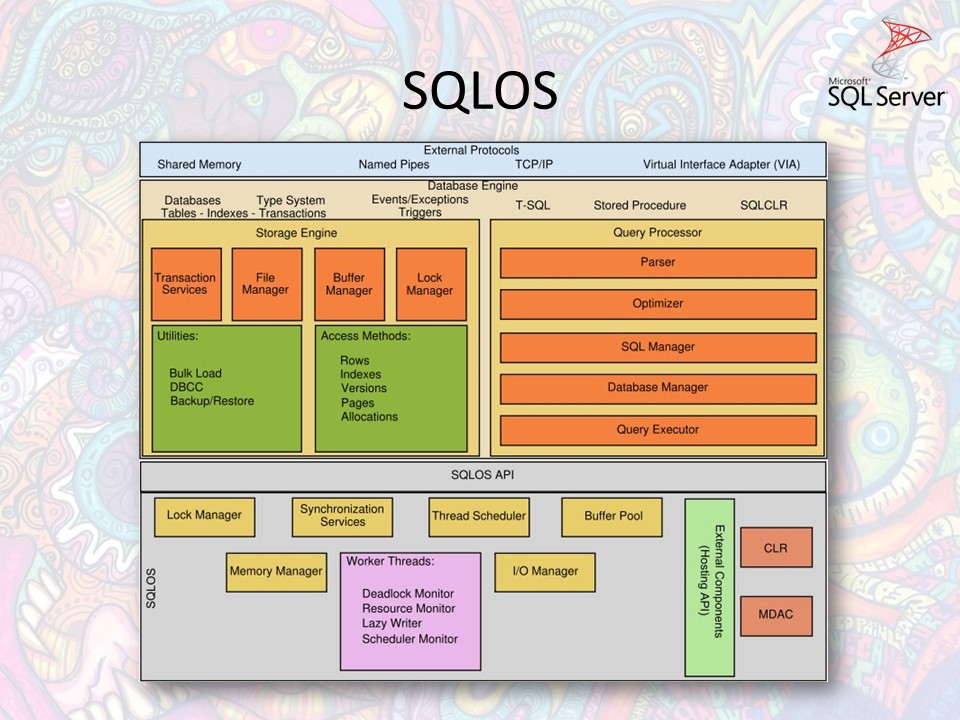 SQLOS
Microsoft®
SQL Server®
External Protocols
Shared Memory Named Pipes TCP/IP Virtual Interface Adapter (VIA)
Database Engine
Databases Type System Events/Exceptions T-SQL Stored Procedure SQLCLR
Tables - Indexes - Transactions Triggers
Storage Engine
Transaction
Services
File
Manager
Buffer
Manager
Lock
Manager
Utilities:
Bulk Load
DBCC
Backup/Restore
Access Methods:
Rows
Indexes
Versions
Pages
Allocations
Query Processor
Parser
Optimizer
SQL Manager
Database Manager
Query Executor
SQLOS API
SQLOS
Lock Manager
Synchronization
Services
Thread Scheduler
Buffer Pool
Memory Manager
Worker Threads:
Deadlock Monitor
Resource Monitor
Lazy Writer
Scheduler Monitor
I/O Manager
External Components
(Hosting API)
CLR
MDAC